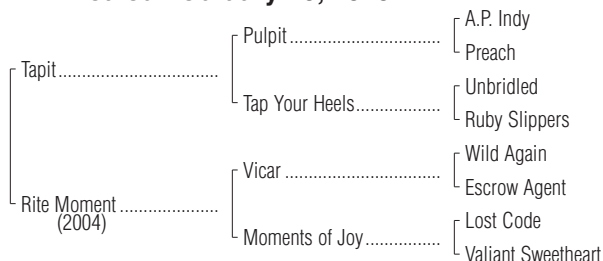 A.P. Indy
Pulpit
Preach
Tapit
Unbridled
Tap Your Heels
Ruby Slippers
Wild Again
Vicar
Escrow Agent
Rite Moment
(2004)
Lost Code
Moments of Joy
Valiant Sweetheart